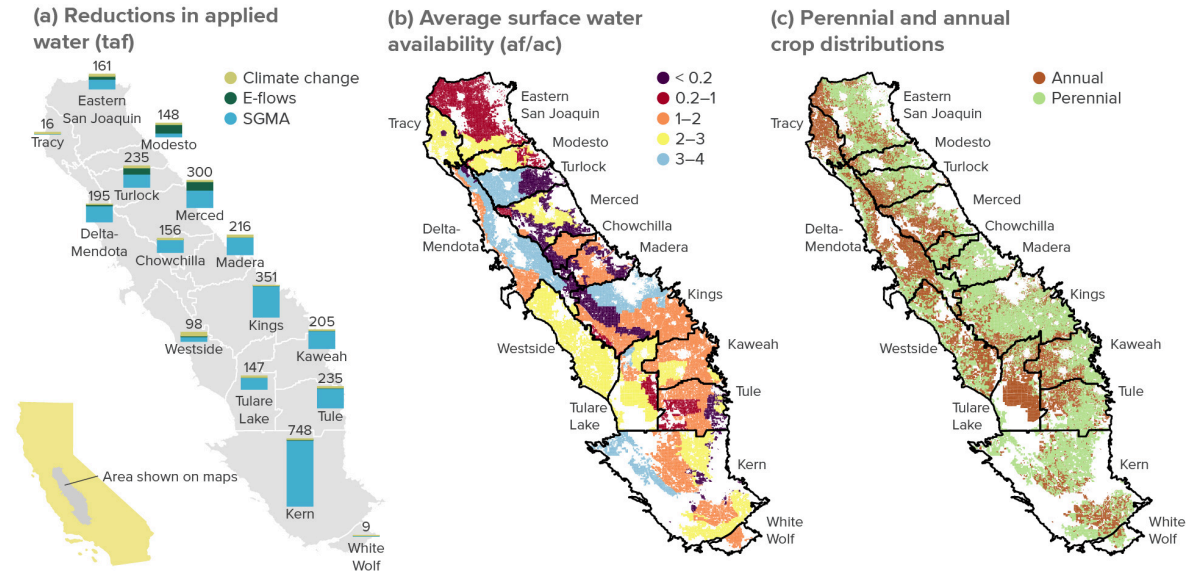 (a) Reductions in applied
water (taf)
Climate change
E-flows
SGMA
161
Eastern
San Joaquin
16
Tracy
148
Modesto
235
Turlock
300
Merced
195
Delta-
Mendota
156
Chowchilla
216
Madera
351
Kings
98
Westside
205
Kaweah
147
Tulare
Lake
235
Tule
748
Kern
9
White
Wolf
Area shown on maps
(b) Average surface water
availability (af/ac)
< 0.2
0.2–1
1–2
2–3
3–4
Eastern
San Joaquin
Tracy
Modesto
Turlock
Merced
Delta-
Mendota
Chowchilla
Madera
Kings
Westside
Kaweah
Tule
Tulare
Lake
Kern
White
Wolf
(c) Perennial and annual
crop distributions
Annual
Perennial
Eastern
San Joaquin
Tracy
Modesto
Turlock
Merced
Delta-
Mendota
Chowchilla
Madera
Kings
Westside
Kaweah
Tule
Tulare
Lake
Kern
White
Wolf